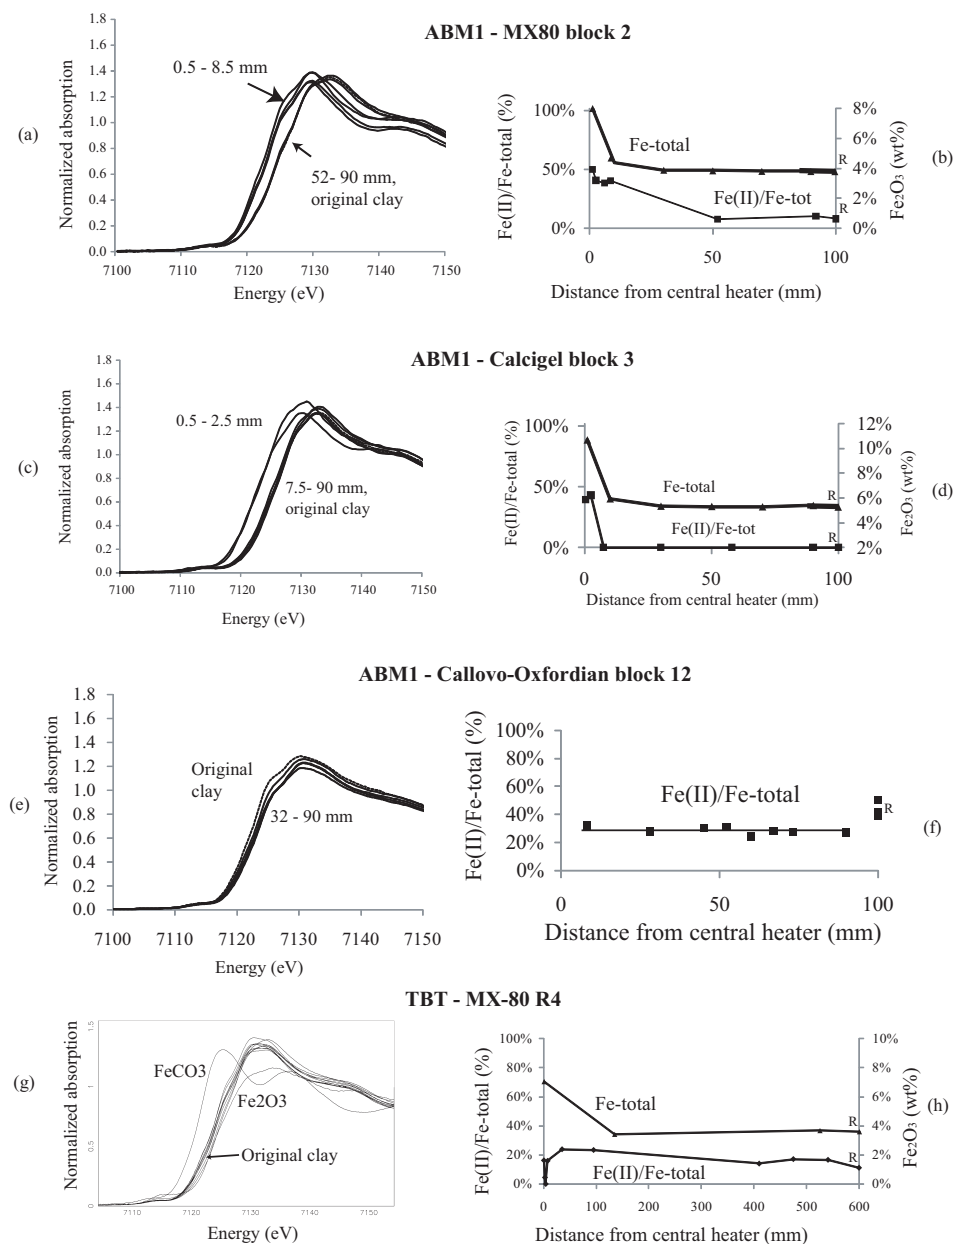 ABM1 - MX80 block 2
(a)
Normalized absorption
1.8
1.6
1.4
1.2
1.0
0.8
0.6
0.4
0.2
0.0
0.5 - 8.5 mm
52- 90 mm,
original clay
7100 7110 7120 7130 7140 7150
Energy (eV)
(b)
Fe(II)/Fe-total (%)
100%
50%
0%
Fe-total
R
Fe(II)/Fe-tot
R
8%
6%
4%
2%
0%
Fe2O3 (wt%)
0 50 100
Distance from central heater (mm)
ABM1 - Calcigel block 3
(c)
Normalized absorption
1.8
1.6
1.4
1.2
1.0
0.8
0.6
0.4
0.2
0.0
0.5 - 2.5 mm
7.5- 90 mm,
original clay
7100 7110 7120 7130 7140 7150
Energy (eV)
(d)
Fe(II)/Fe-total (%)
100%
50%
0%
Fe-total
R
Fe(II)/Fe-tot
R
12%
10%
8%
6%
4%
2%
Fe2O3 (wt%)
0 50 100
Distance from central heater (mm)
ABM1 - Callovo-Oxfordian block 12
(e)
Normalized absorption
1.8
1.6
1.4
1.2
1.0
0.8
0.6
0.4
0.2
0.0
Original
clay
32 - 90 mm
7100 7110 7120 7130 7140 7150
Energy (eV)
(f)
Fe(II)/Fe-total (%)
100%
80%
60%
40%
20%
0%
Fe(II)/Fe-total
R
0 50 100
Distance from central heater (mm)
TBT - MX-80 R4
(g)
Normalized absorption
1.5
1
0.5
0
FeCO3
Fe2O3
Original clay
7110 7120 7130 7140 7150
Energy (eV)
(h)
Fe(II)/Fe-total (%)
100%
80%
60%
40%
20%
0%
Fe-total
R
Fe(II)/Fe-total
R
10%
8%
6%
4%
2%
0%
Fe2O3 (wt%)
0 100 200 300 400 500 600
Distance from central heater (mm)